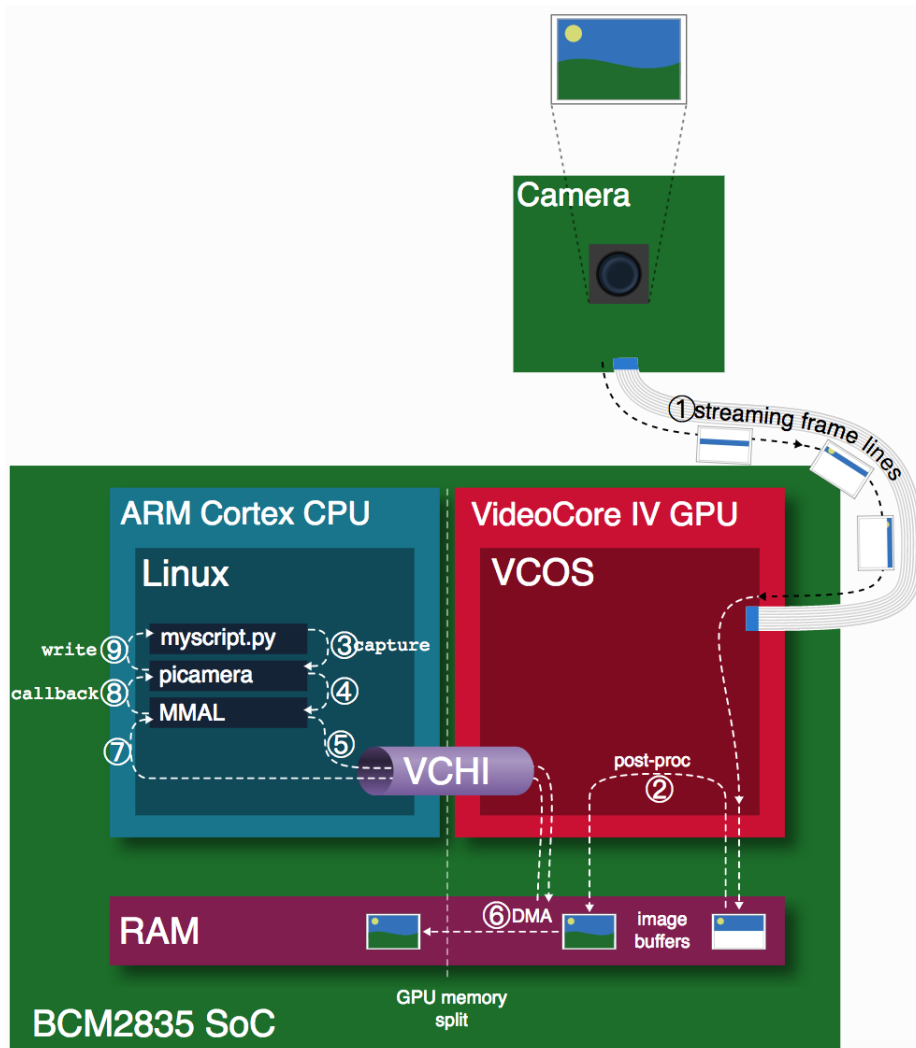 Camera
①streaming frame lines
ARM Cortex CPU
VideoCore IV GPU
Linux
VCOS
myscript.py
③capture
write⑨
picamera
callback⑧
④
MMAL
⑦
⑤
VCHI
post-proc
②
RAM
⑥DMA
image
buffers
GPU memory
split
BCM2835 SoC